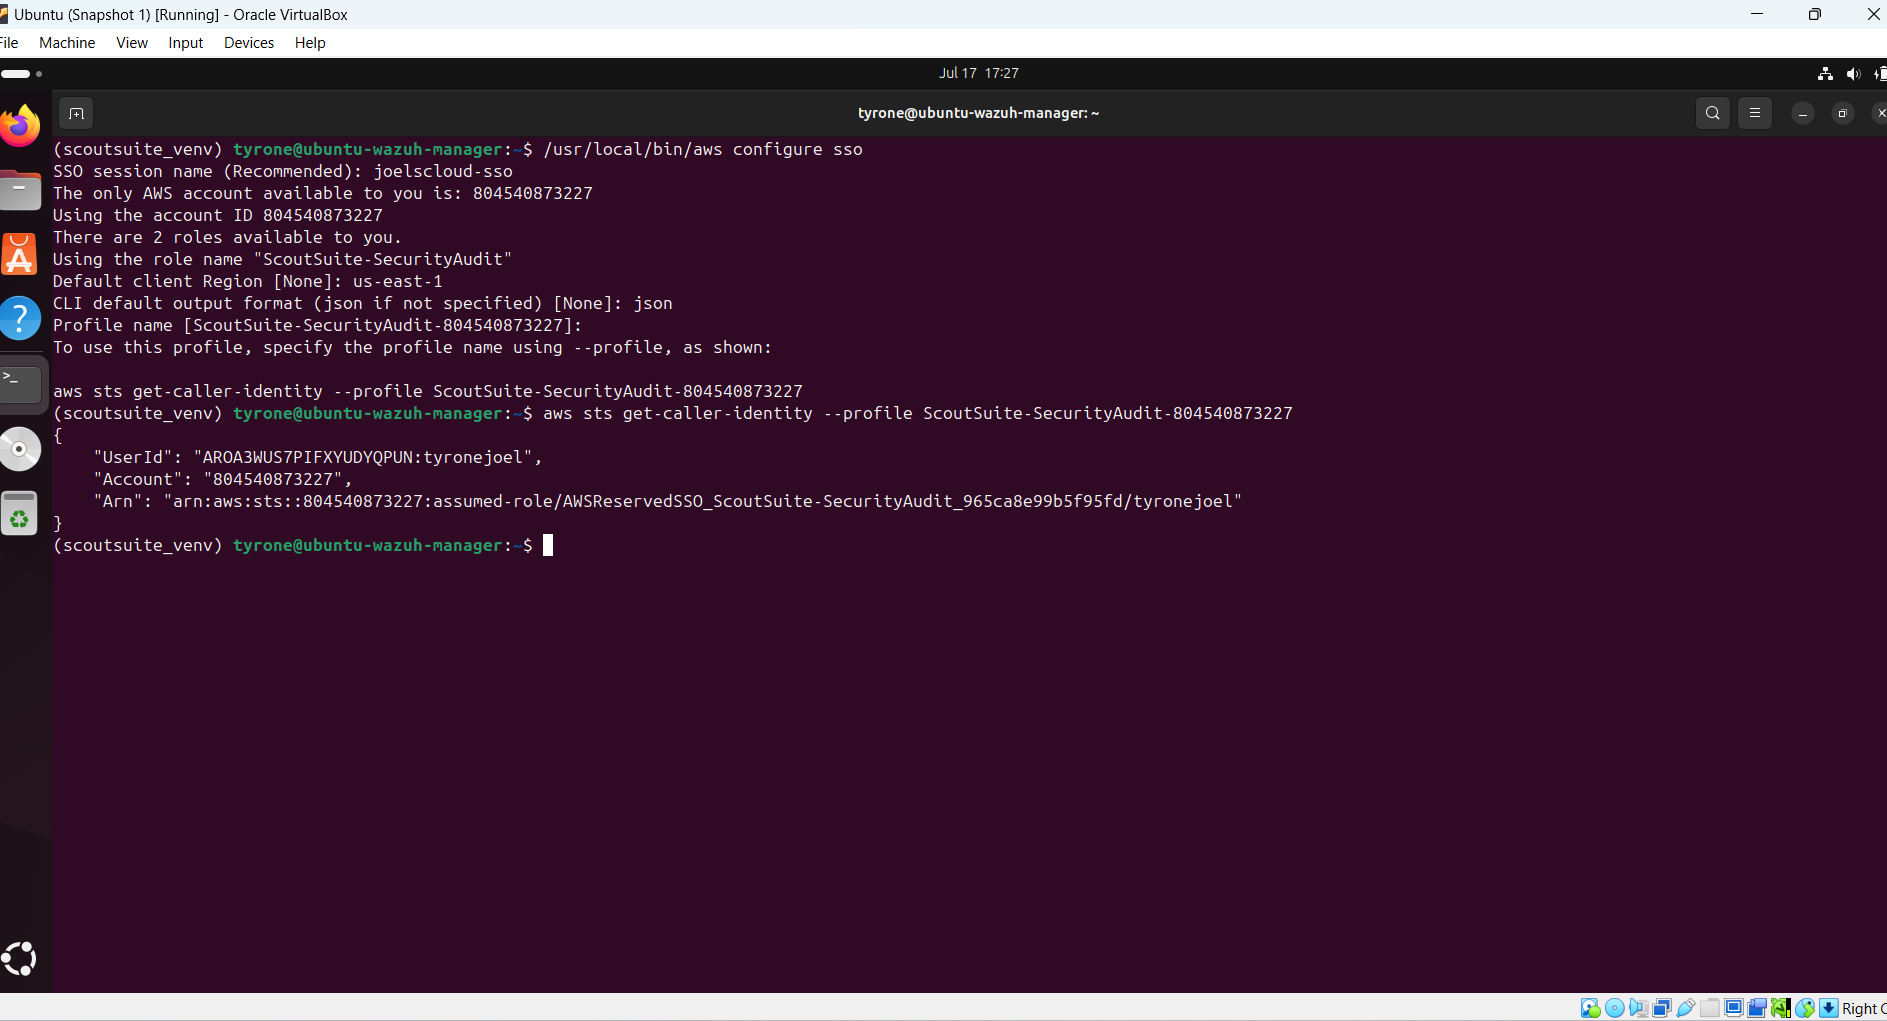 Ubuntu (Snapshot 1) [Running] - Oracle VirtualBox
File Machine View Input Devices Help
Jul 17 17:27
tyrone@ubuntu-wazuh-manager: ~
(scoutsuite_venv) tyrone@ubuntu-wazuh-manager:~$ /usr/local/bin/aws configure sso
SSO session name (Recommended): joelscloud-sso
The only AWS account available to you is: 804540873227
Using the account ID 804540873227
There are 2 roles available to you.
Using the role name "ScoutSuite-SecurityAudit"
Default client Region [None]: us-east-1
CLI default output format (json if not specified) [None]: json
Profile name [ScoutSuite-SecurityAudit-804540873227]:
To use this profile, specify the profile name using --profile, as shown:
aws sts get-caller-identity --profile ScoutSuite-SecurityAudit-804540873227
(scoutsuite_venv) tyrone@ubuntu-wazuh-manager:~$ aws sts get-caller-identity --profile ScoutSuite-SecurityAudit-804540873227
{
"UserId": "AROA3WUS7PIFXYUDYQPUN:tyronejoel",
"Account": "804540873227",
"Arn": "arn:aws:sts::804540873227:assumed-role/AWSReservedSSO_ScoutSuite-SecurityAudit_965ca8e99b5f95fd/tyronejoel"
}
(scoutsuite_venv) tyrone@ubuntu-wazuh-manager:~$
Right C